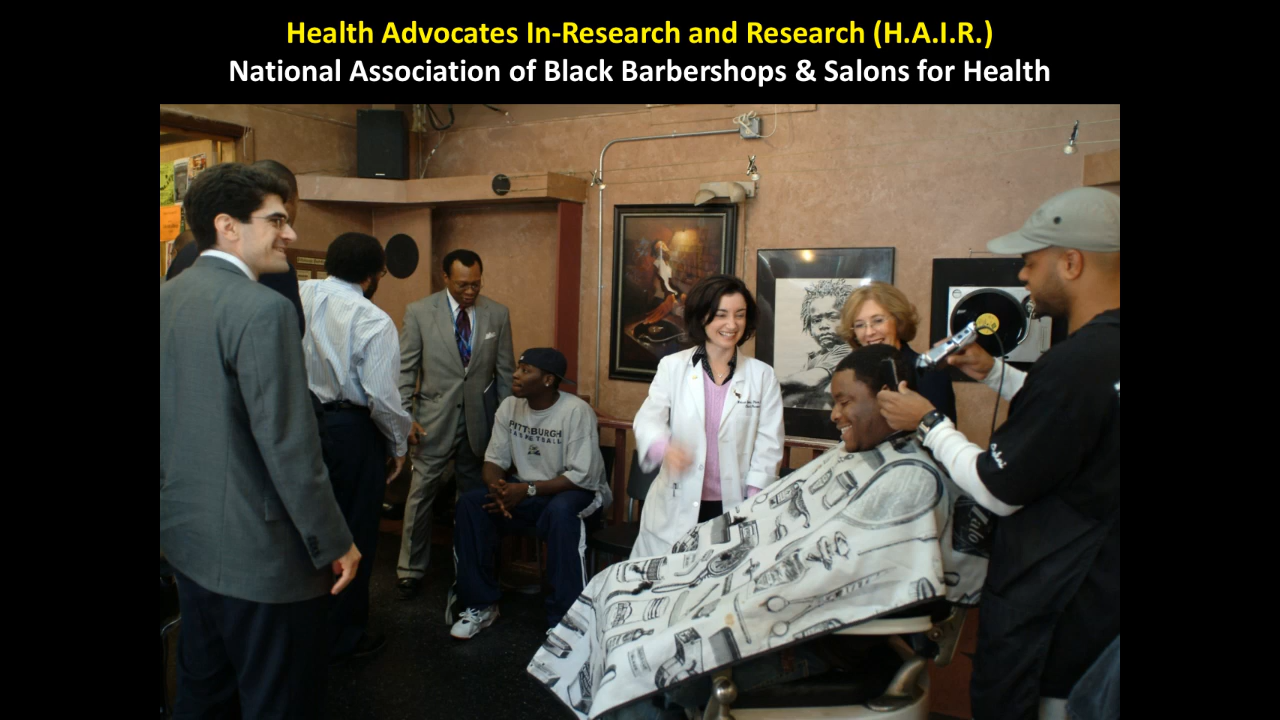 Health Advocates In-Research and Research (H.A.I.R.)
National Association of Black Barbershops & Salons for Health
PITTSBURGH
BASKETBALL